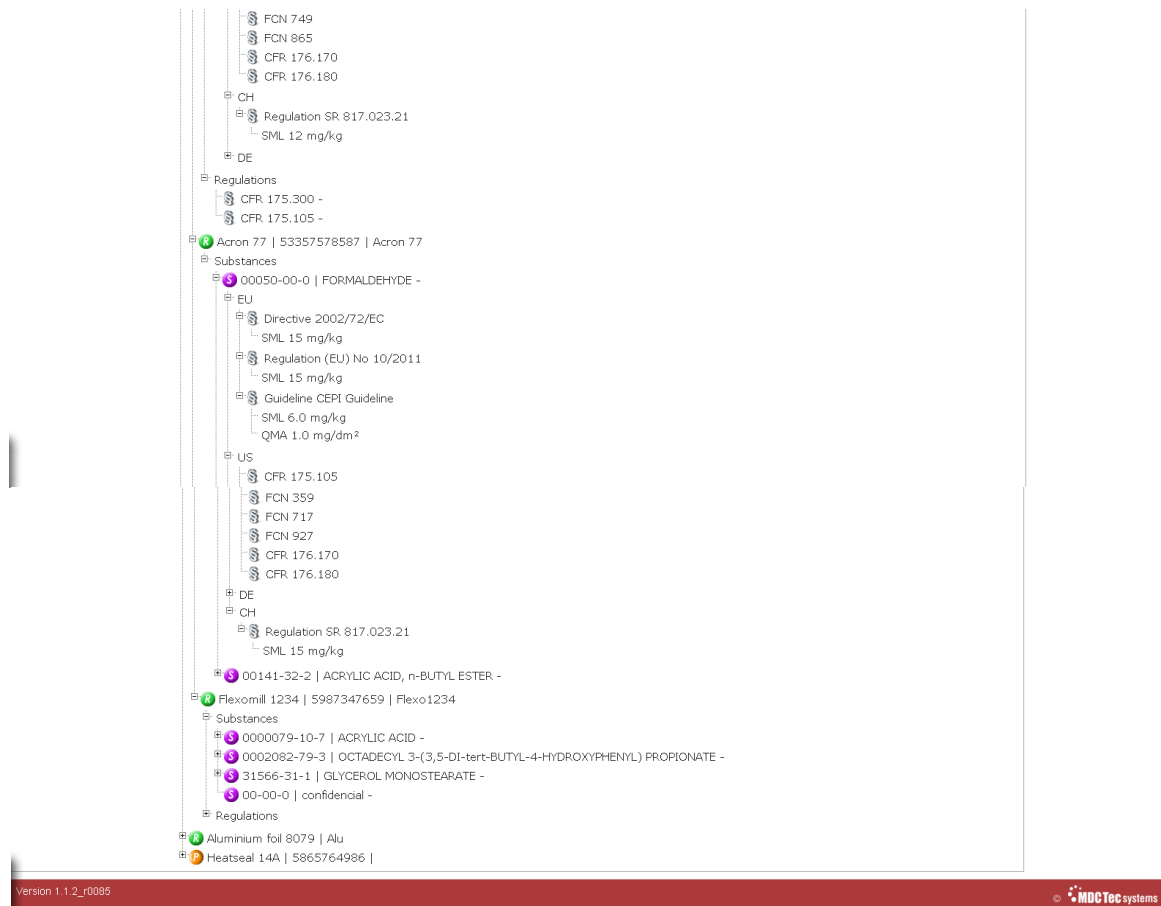 FCN 749
FCN 865
CFR 176.170
CFR 176.180
CH
Regulation SR 817.023.21
SML 12 mg/kg
DE
Regulations
CFR 175.300 -
CFR 175.105 -
R Acron 77 | 53357578587 | Acron 77
Substances
S 00050-00-0 | FORMALDEHYDE -
EU
Directive 2002/72/EC
SML 15 mg/kg
Regulation (EU) No 10/2011
SML 15 mg/kg
Guideline CEPI Guideline
SML 6.0 mg/kg
QMA 1.0 mg/dm²
US
CFR 175.105
FCN 359
FCN 717
FCN 927
CFR 176.170
CFR 176.180
DE
CH
Regulation SR 817.023.21
SML 15 mg/kg
S 00141-32-2 | ACRYLIC ACID, n-BUTYL ESTER -
R Flexomill 1234 | 5987347659 | Flexo1234
Substances
S 0000079-10-7 | ACRYLIC ACID -
S 0002082-79-3 | OCTADECYL 3-(3,5-DI-tert-BUTYL-4-HYDROXYPHENYL) PROPIONATE -
S 31566-31-1 | GLYCEROL MONOSTEARATE -
S 00-00-0 | confidencial -
Regulations
R Aluminium foil 8079 | Alu
P Heatseal 14A | 5865764986 |
Version 1.1.2_r0085
© MDCTec systems